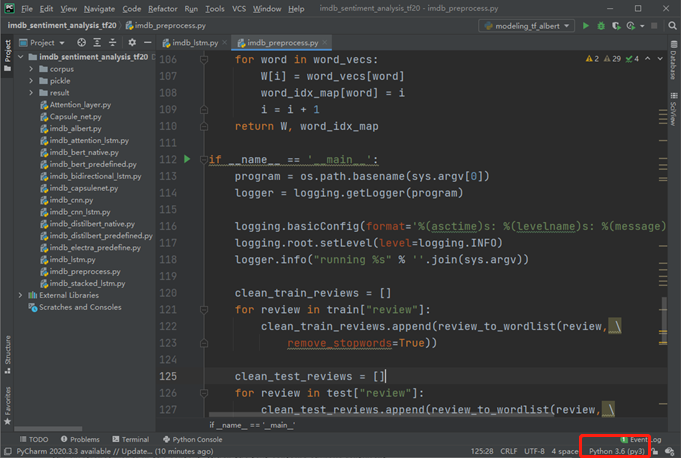 PC File Edit View Navigate Code Refactor Run Tools VCS Window Help imdb_sentiment_analysis_tf20 - imdb_preprocess.py
imdb_sentiment_analysis_tf20 imdb_preprocess.py modeling_tf_albert
Project
Project imdb_lstm.py imdb_preprocess.py
imdb_sentiment_analysis_tf20
corpus
pickle
result
Attention_layer.py
Capsule_net.py
imdb_albert.py
imdb_attention_lstm.py
imdb_bert_native.py
imdb_bert_predefined.py
imdb_bidirectional_lstm.py
imdb_capsulenet.py
imdb_cnn.py
imdb_cnn_lstm.py
imdb_distilbert_native.py
imdb_distilbert_predefined.py
imdb_electra_predefine.py
imdb_lstm.py
imdb_preprocess.py
imdb_stacked_lstm.py
External Libraries
Scratches and Consoles
Structure
Favorites
2 29 4
106 for word in word_vecs:
107 W[i] = word_vecs[word]
108 word_idx_map[word] = i
109 i = i + 1
110 return W, word_idx_map
111
112 if __name__ == '__main__':
113 program = os.path.basename(sys.argv[0])
114 logger = logging.getLogger(program)
115
116 logging.basicConfig(format='%(asctime)s: %(levelname)s: %(message)
117 logging.root.setLevel(level=logging.INFO)
118 logger.info("running %s" % ''.join(sys.argv))
119
120 clean_train_reviews = []
121 for review in train["review"]:
122 clean_train_reviews.append(review_to_wordlist(review, \
123 remove_stopwords=True))
124
125 clean_test_reviews = []
126 for review in test["review"]:
127 clean_test_reviews.append(review_to_wordlist(review, \
if __name__ == '__main__'
Database
SciView
TODO Problems Terminal Python Console Event Log
PyCharm 2020.3.3 available // Update... (10 minutes ago) 125:28 CRLF UTF-8 4 spaces Python 3.6 (py3)